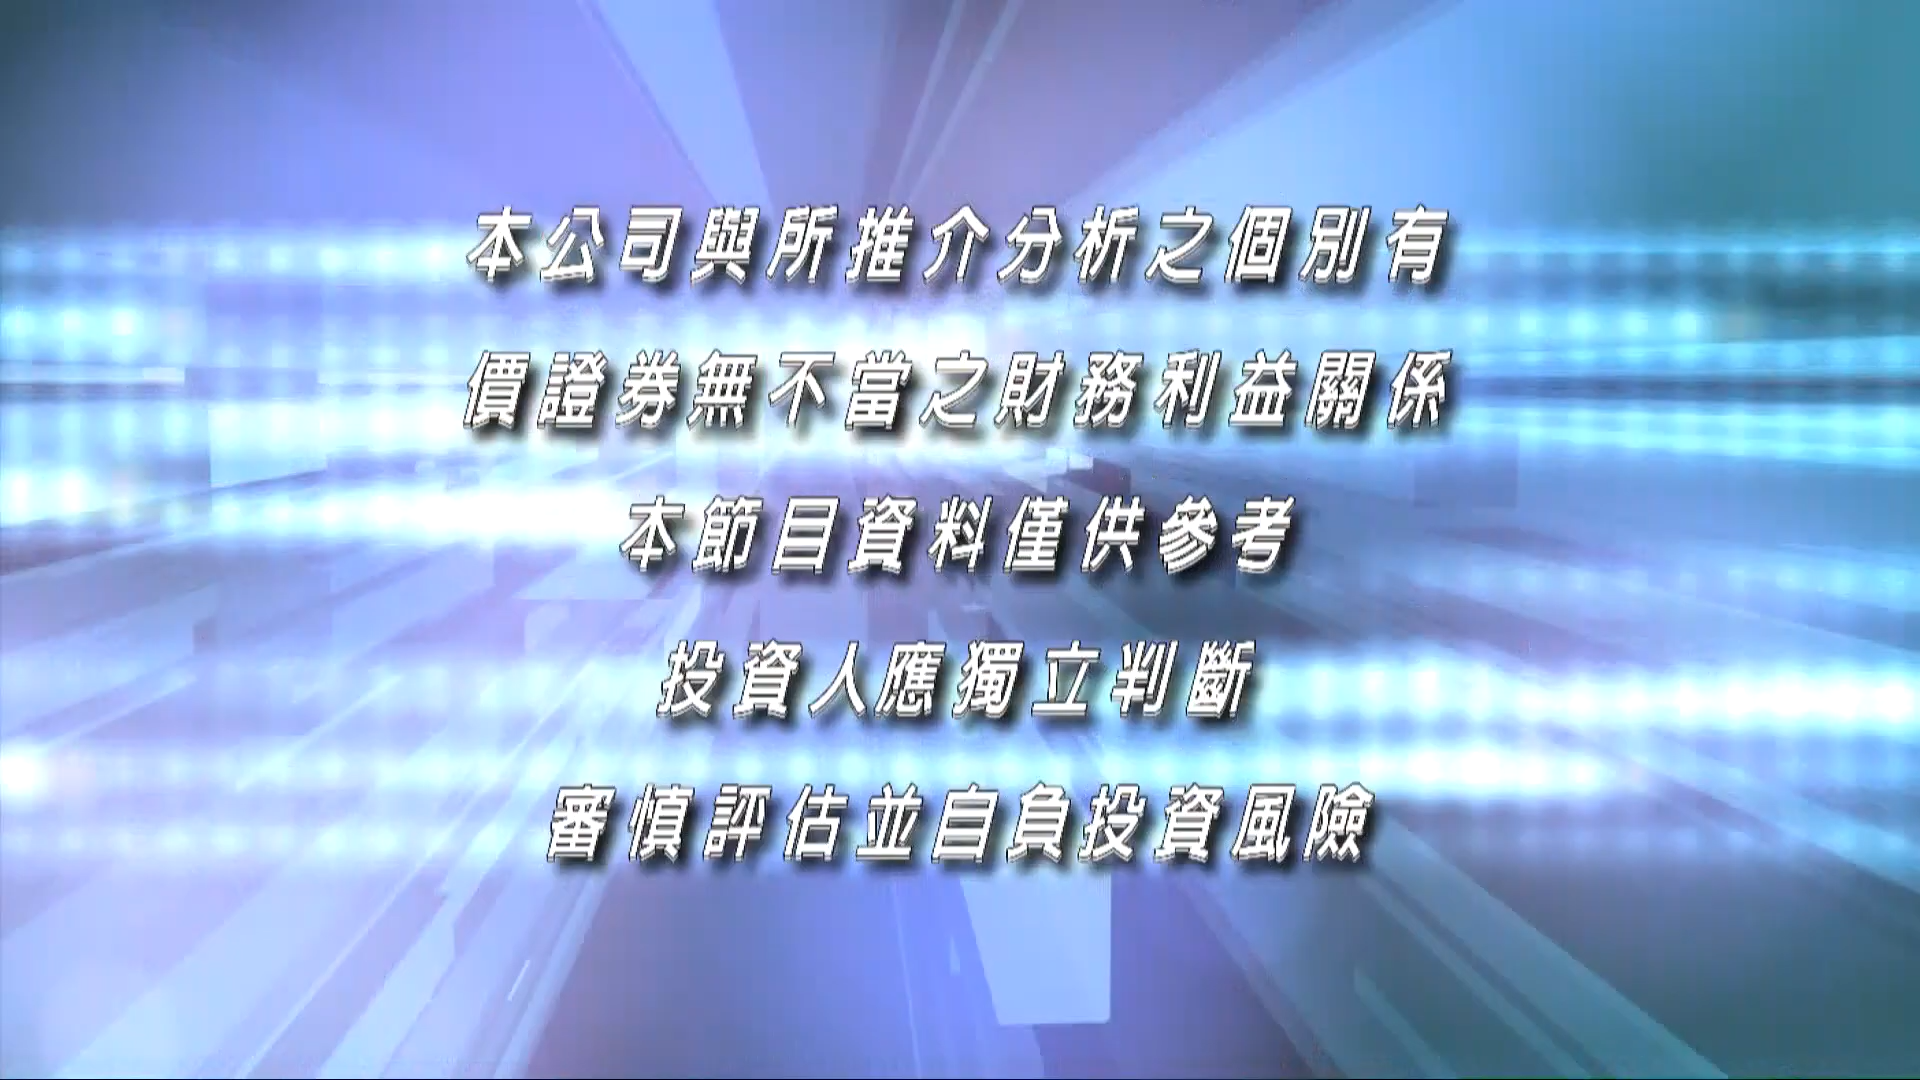 本公司與所推介分析之個別有
價證券無不當之財務利益關係
本節目資料僅供參考
投資人應獨立判斷
審慎評估並自負投資風險